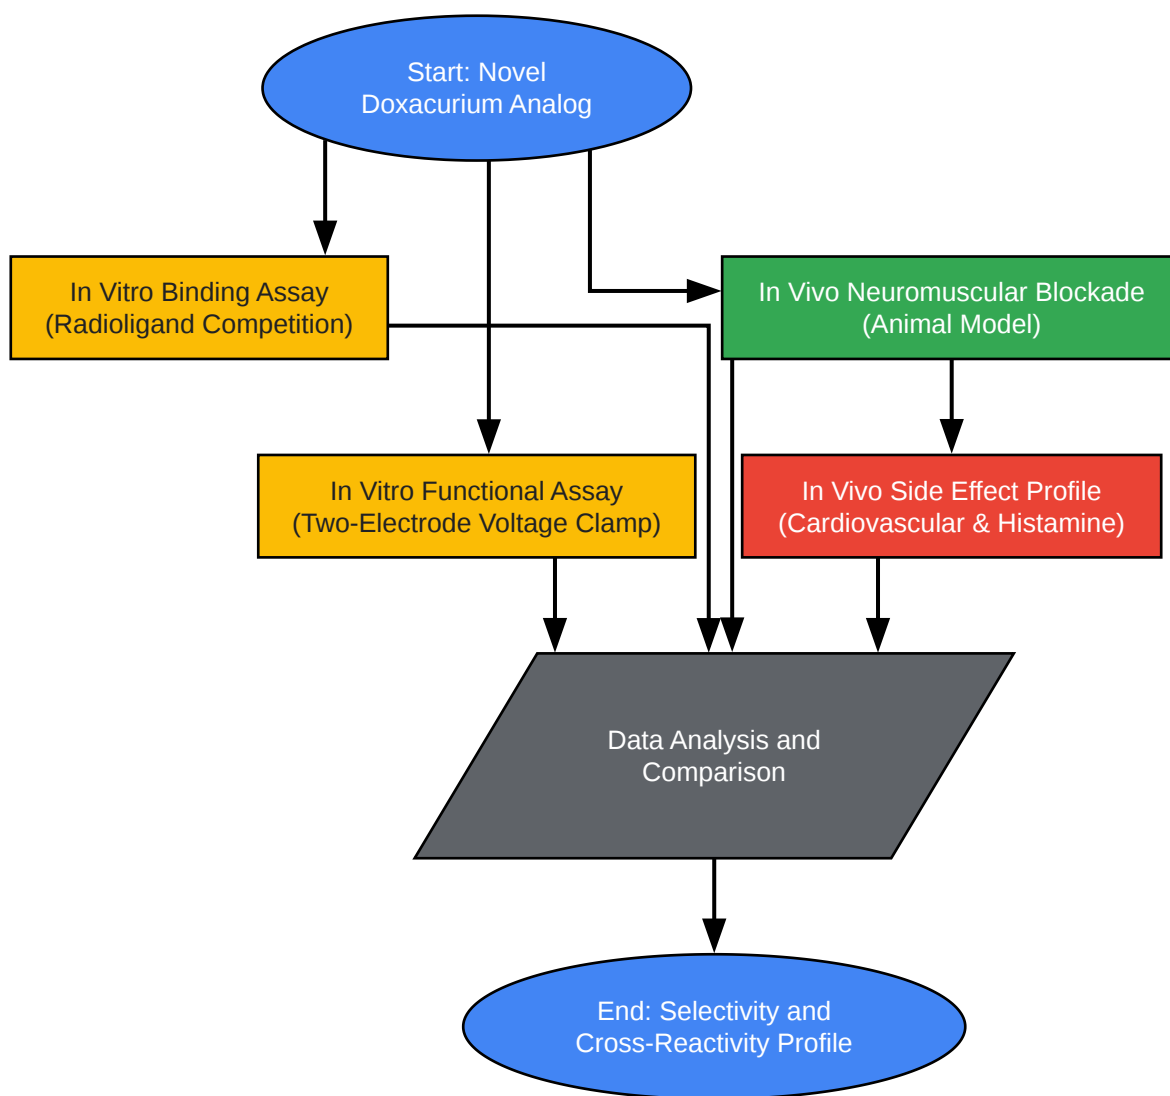 Start: Novel
Doxacurium Analog
In Vitro Binding Assay
(Radioligand Competition)
In Vivo Neuromuscular Blockade
(Animal Model)
In Vitro Functional Assay
(Two-Electrode Voltage Clamp)
In Vivo Side Effect Profile
(Cardiovascular & Histamine)
Data Analysis and
Comparison
End: Selectivity and
Cross-Reactivity Profile